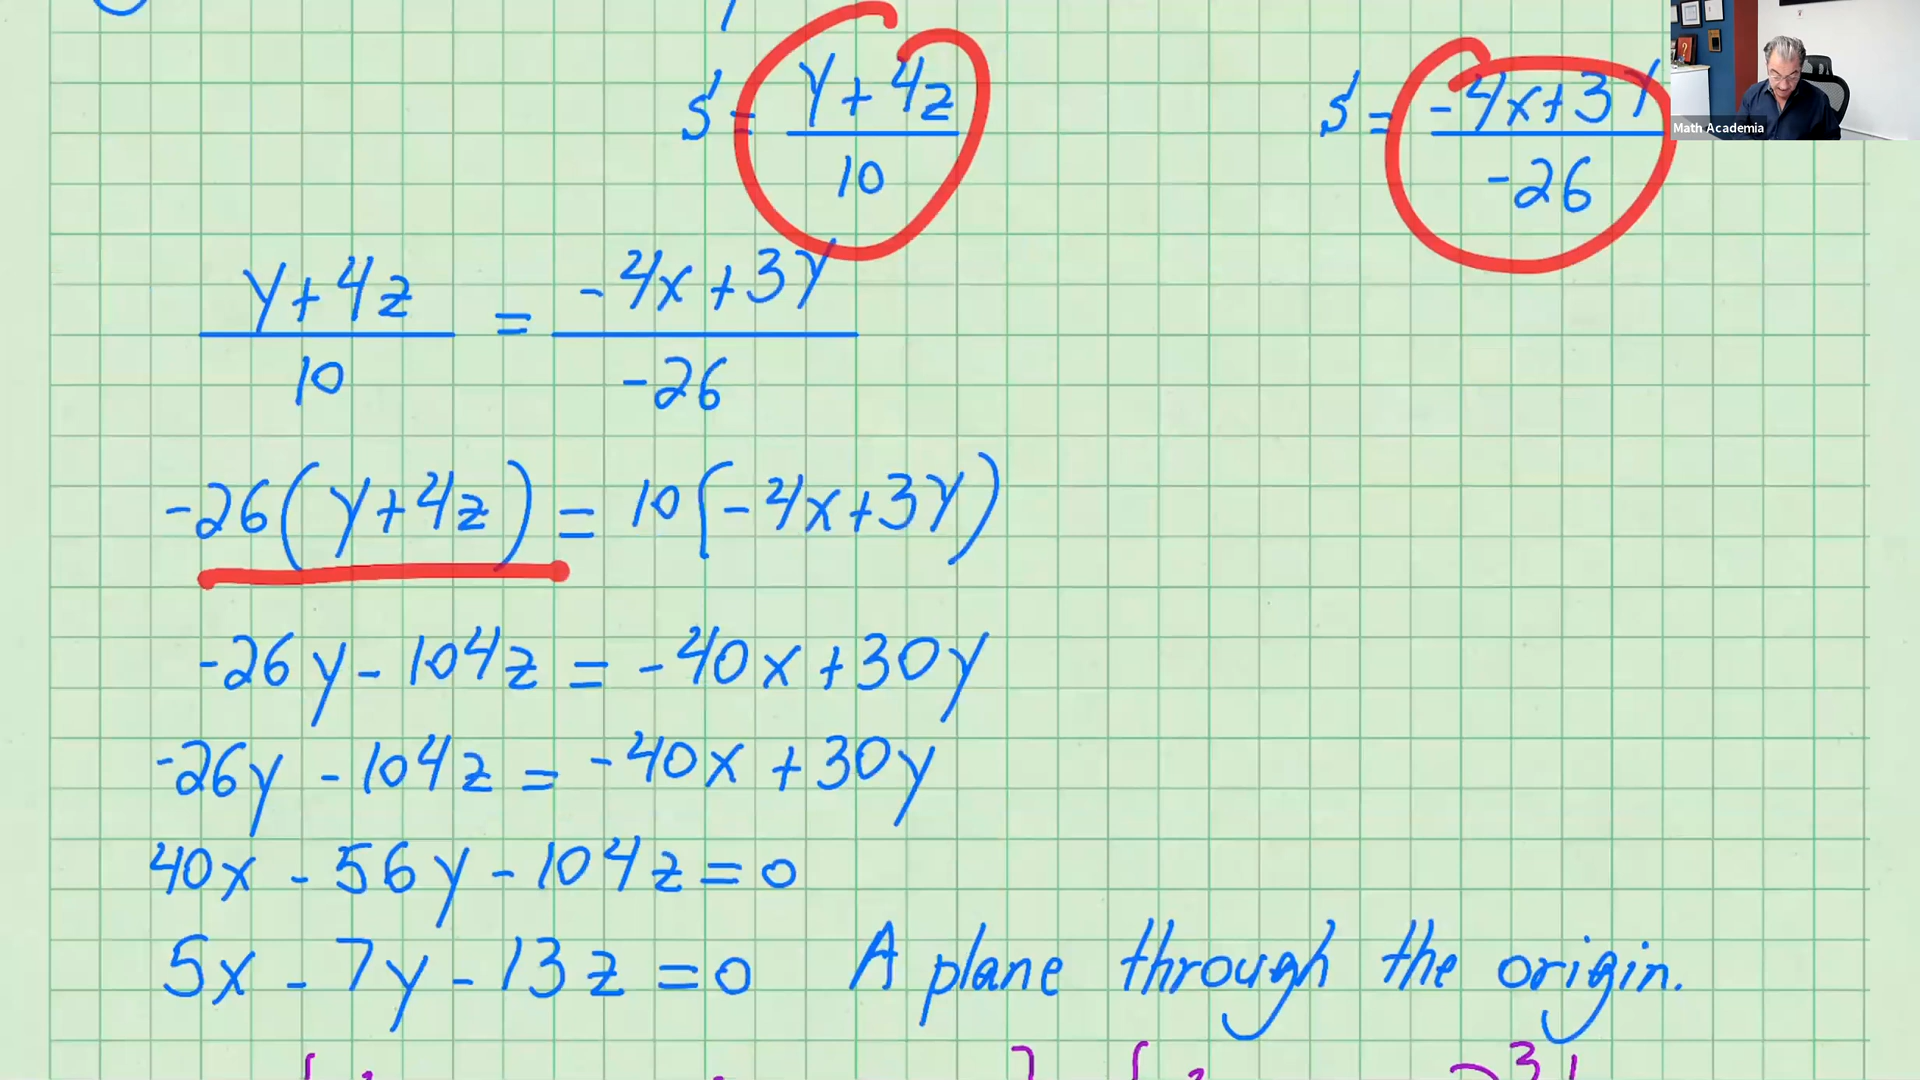 s = y+4z / 10
s = -4x+3y / -26
Math Academia
y+4z / 10 = -4x+3y / -26
-26(y+4z) = 10(-4x+3y)
-26y - 104z = -40x + 30y
-26y - 104z = -40x + 30y
40x - 56y - 104z = 0
5x - 7y - 13z = 0 A plane through the origin.